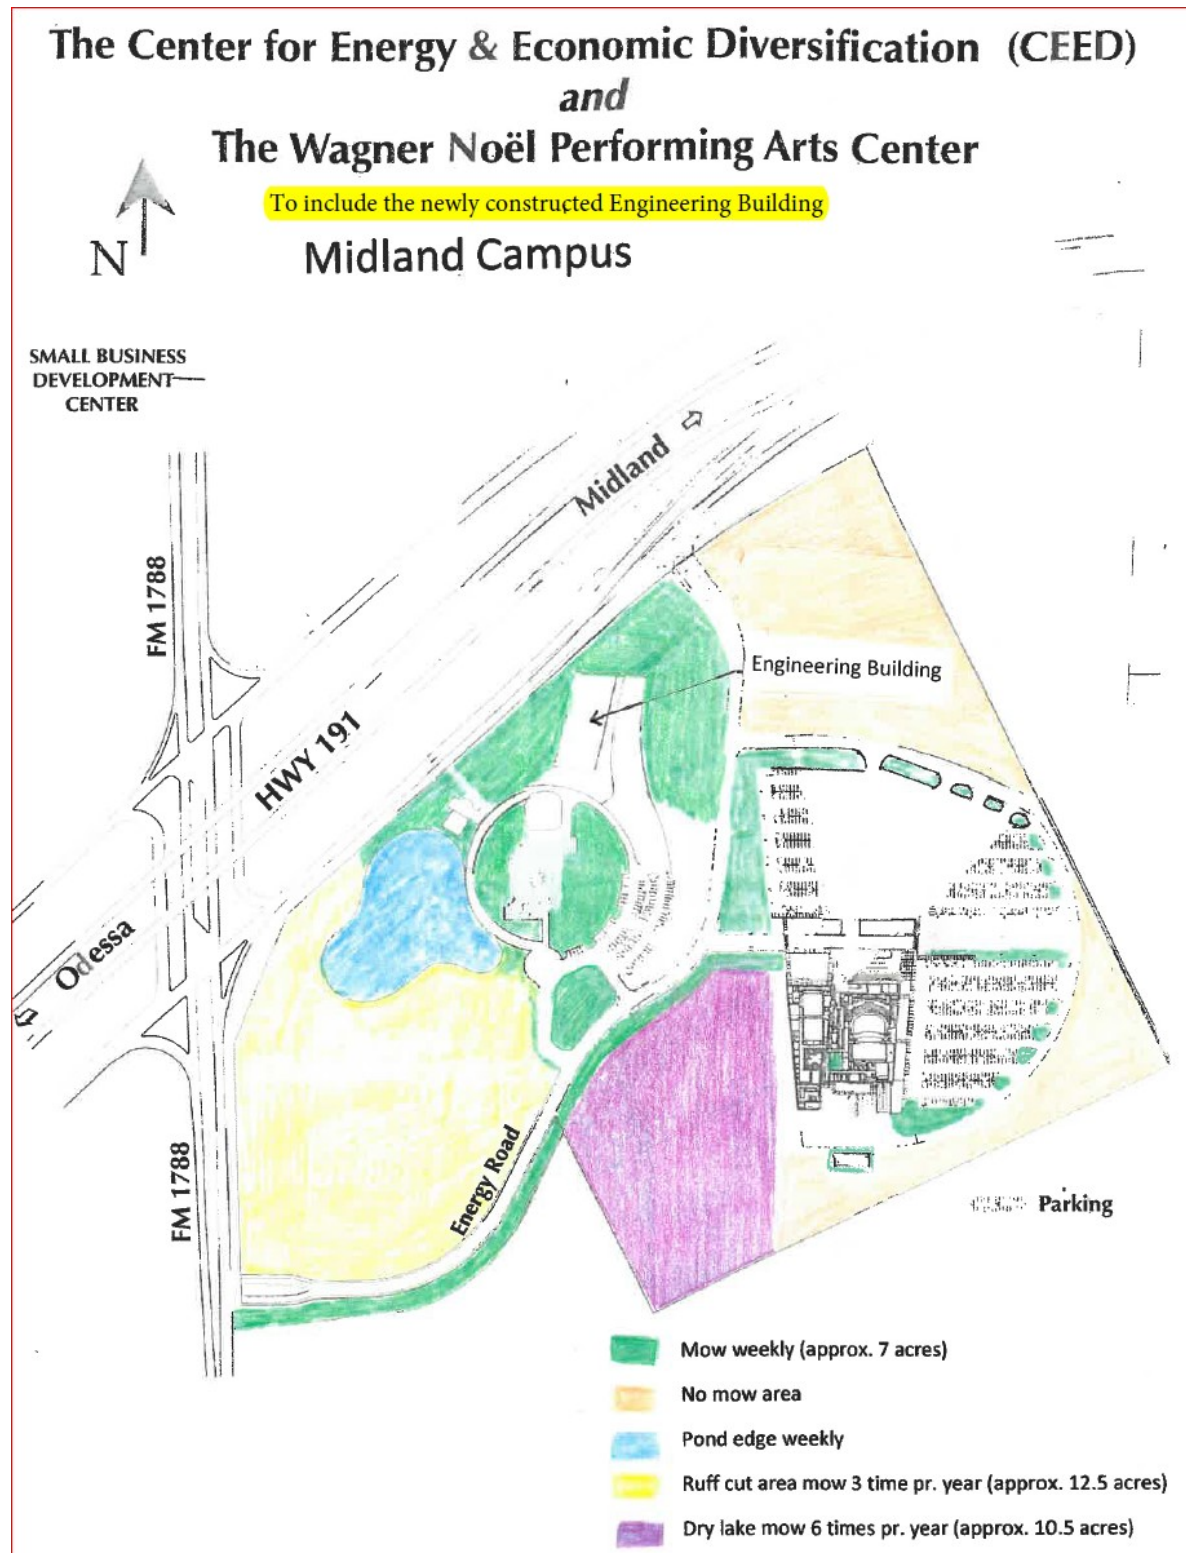 The Center for Energy & Economic Diversification (CEED)
and
The Wagner Noël Performing Arts Center
To include the newly constructed Engineering Building
N
Midland Campus
SMALL BUSINESS
DEVELOPMENT
CENTER
Midland
FM 1788
Engineering Building
HWY 191
Odessa
FM 1788
Energy Road
Parking
Mow weekly (approx. 7 acres)
No mow area
Pond edge weekly
Ruff cut area mow 3 time pr. year (approx. 12.5 acres)
Dry lake mow 6 times pr. year (approx. 10.5 acres)